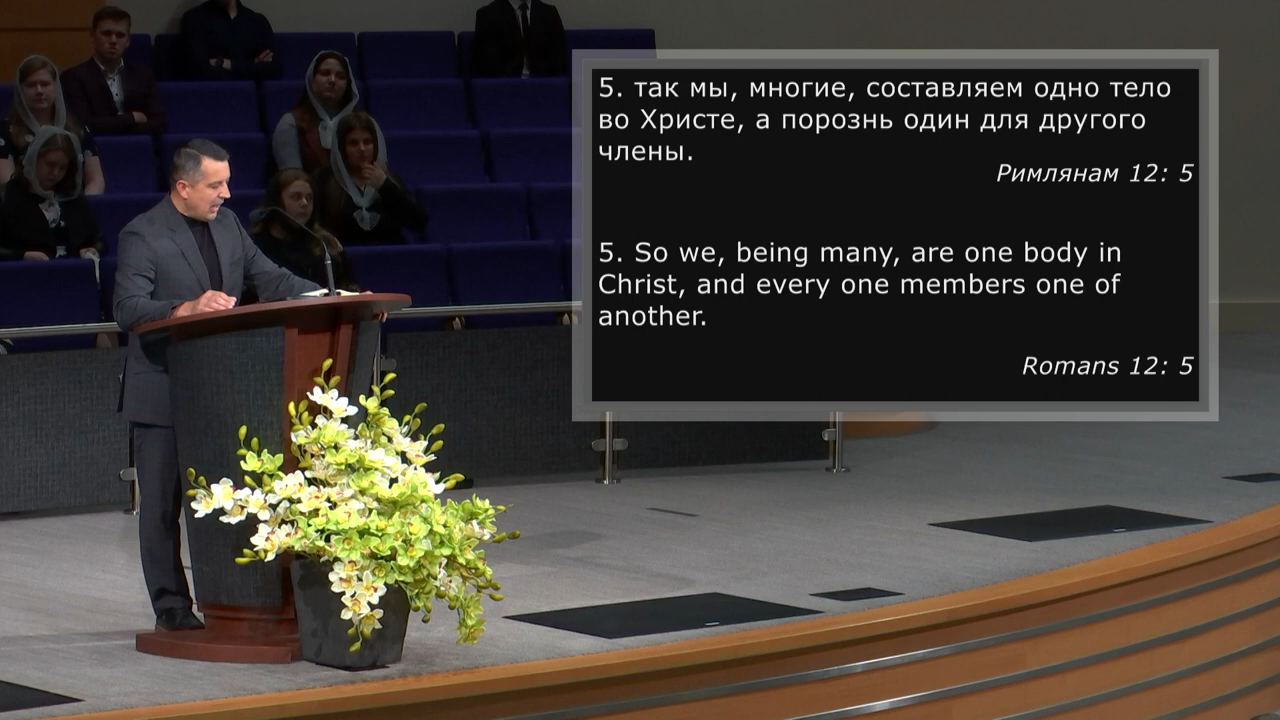 5. так мы, многие, составляем одно тело
во Христе, а порознь один для другого
члены.
Римлянам 12: 5
5. So we, being many, are one body in
Christ, and every one members one of
another.
Romans 12: 5